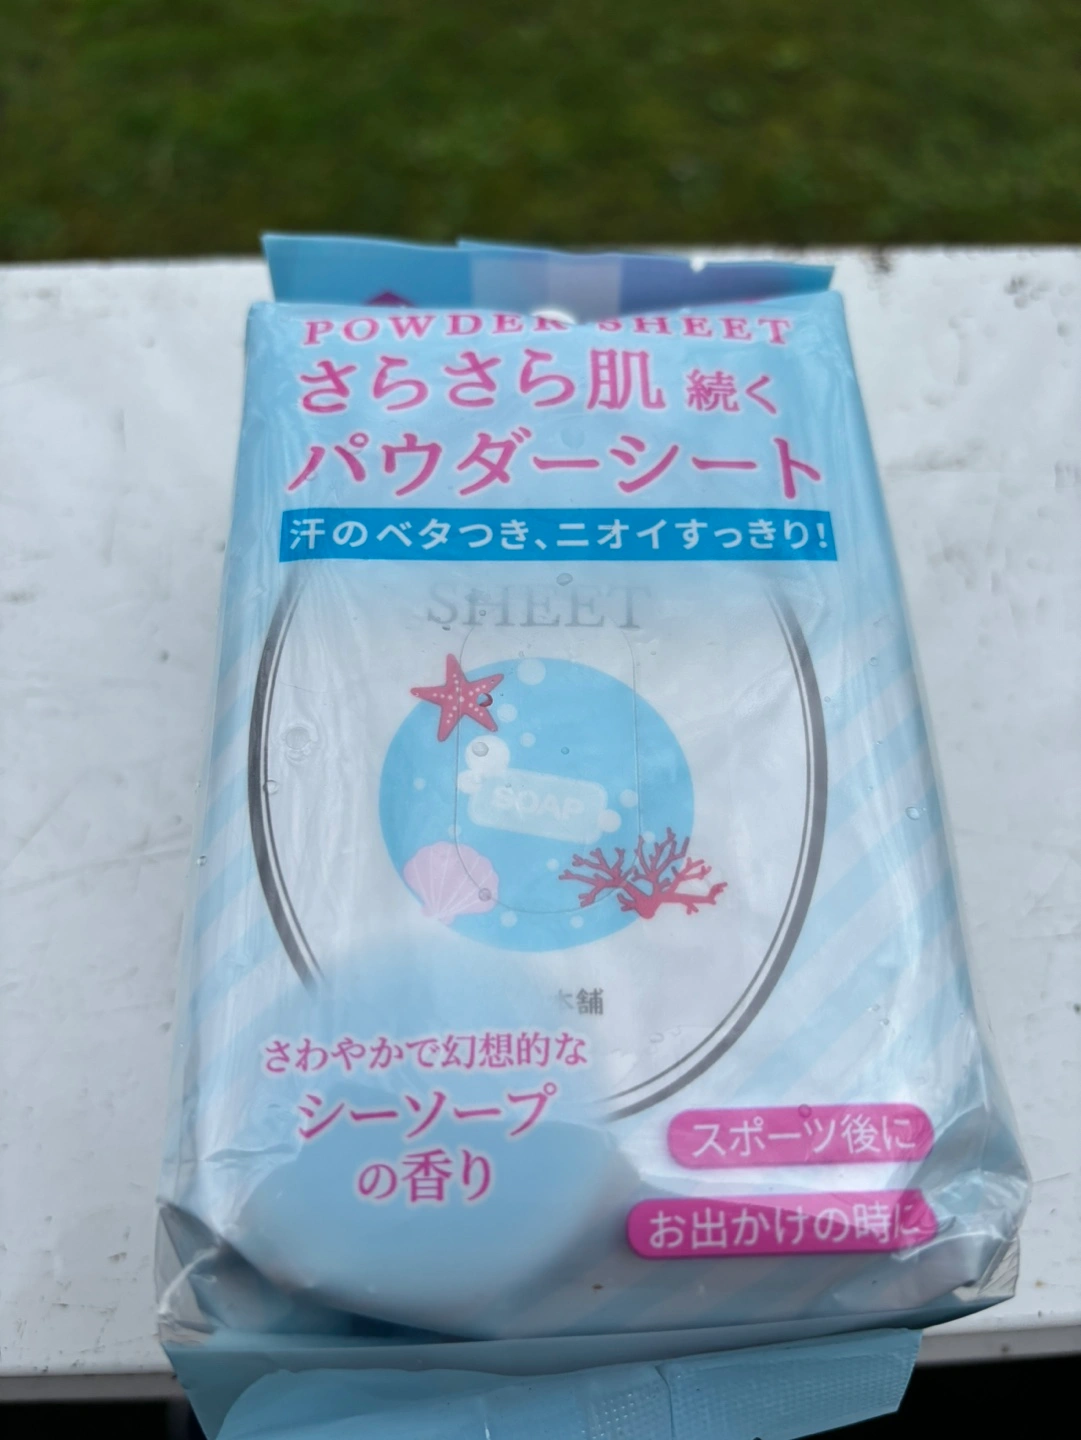 POWDER SHEET
さらさら肌 続く
パウダーシート
汗のベタつき、ニオイすっきり!
SHEET
SOAP
本舗
さわやかで幻想的な
シーソープ
の香り
スポーツ後に
お出かけの時に